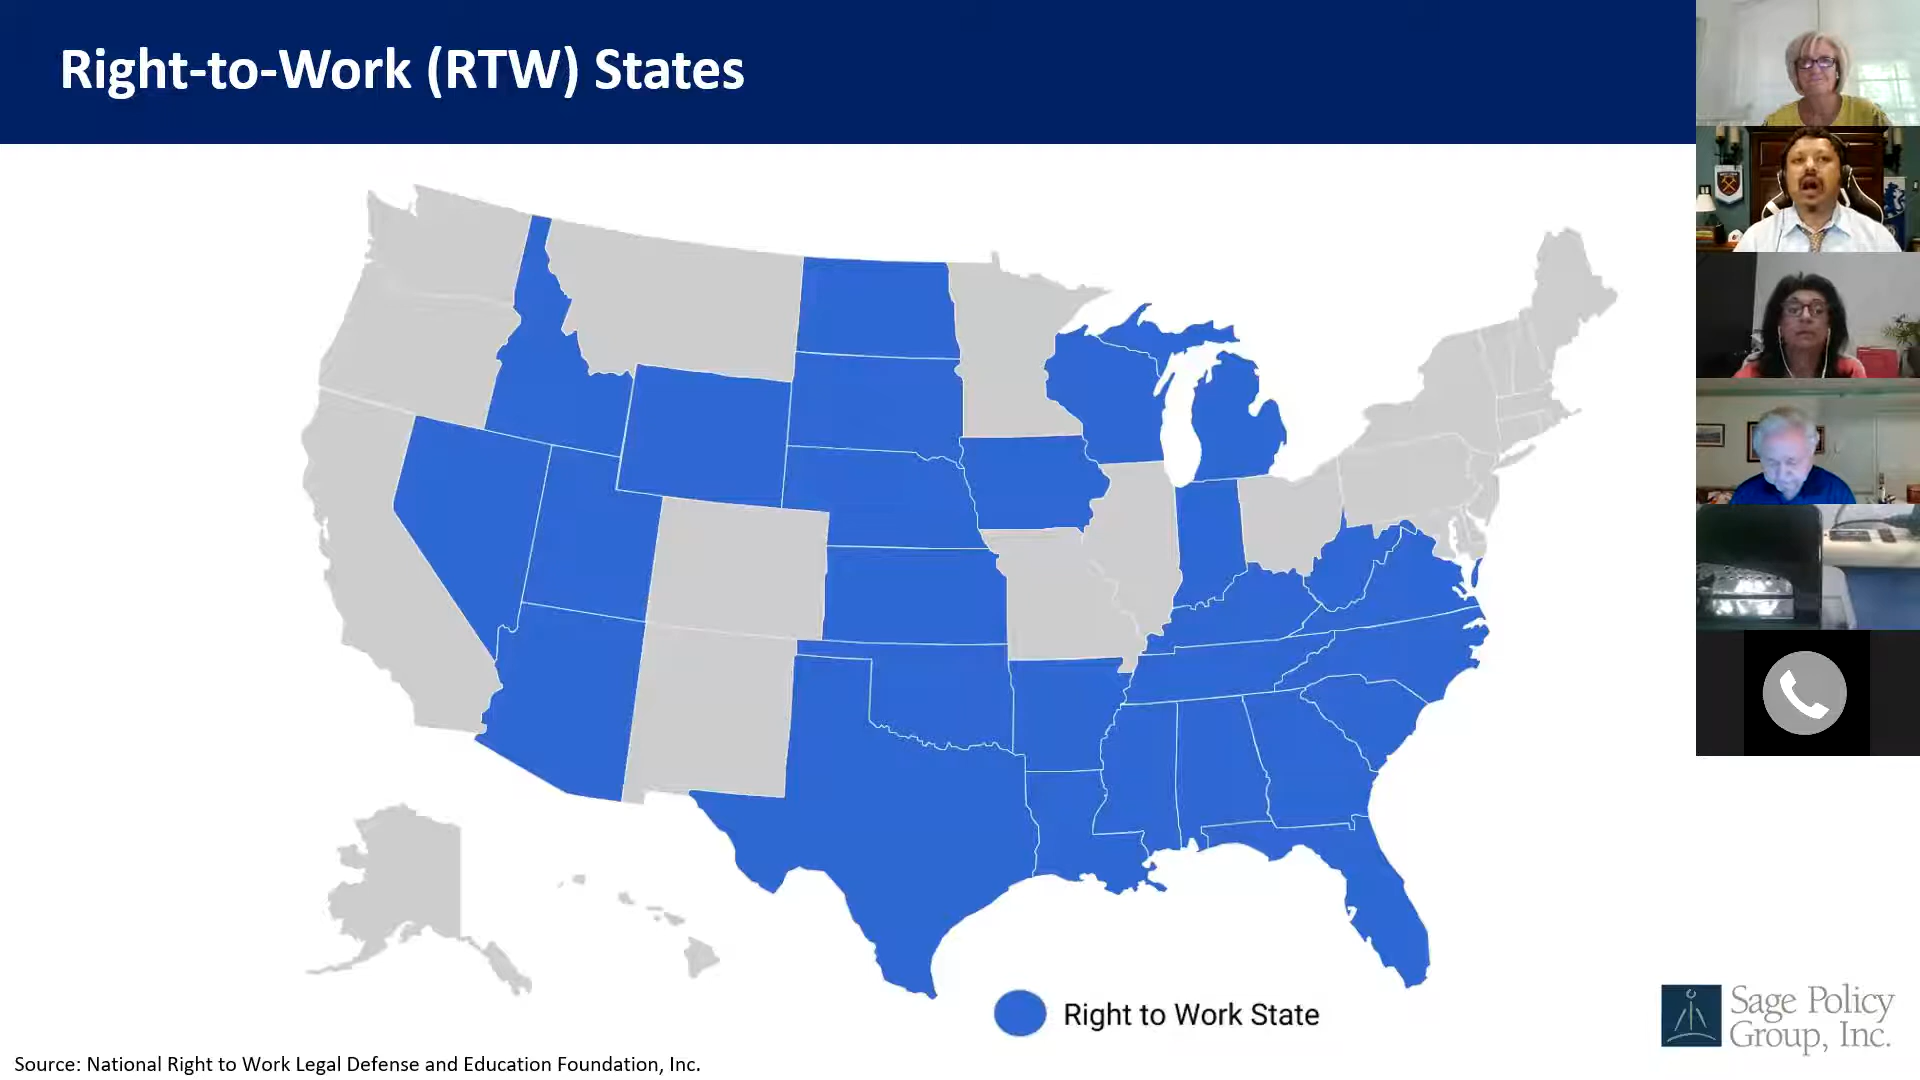 Right-to-Work (RTW) States
Right to Work State
Sage Policy
Group, Inc.
Source: National Right to Work Legal Defense and Education Foundation, Inc.